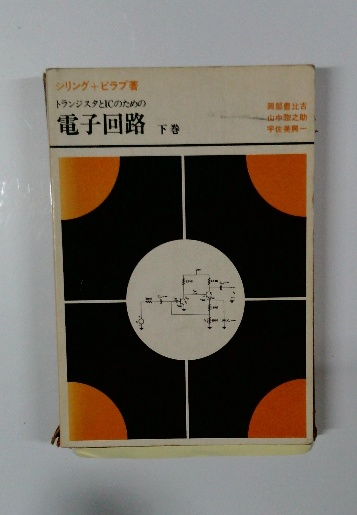 シリング+ビラブ著
トランジスタとICのための
電子回路 下巻
岡部豊比古
山中惣之助
宇佐美興一